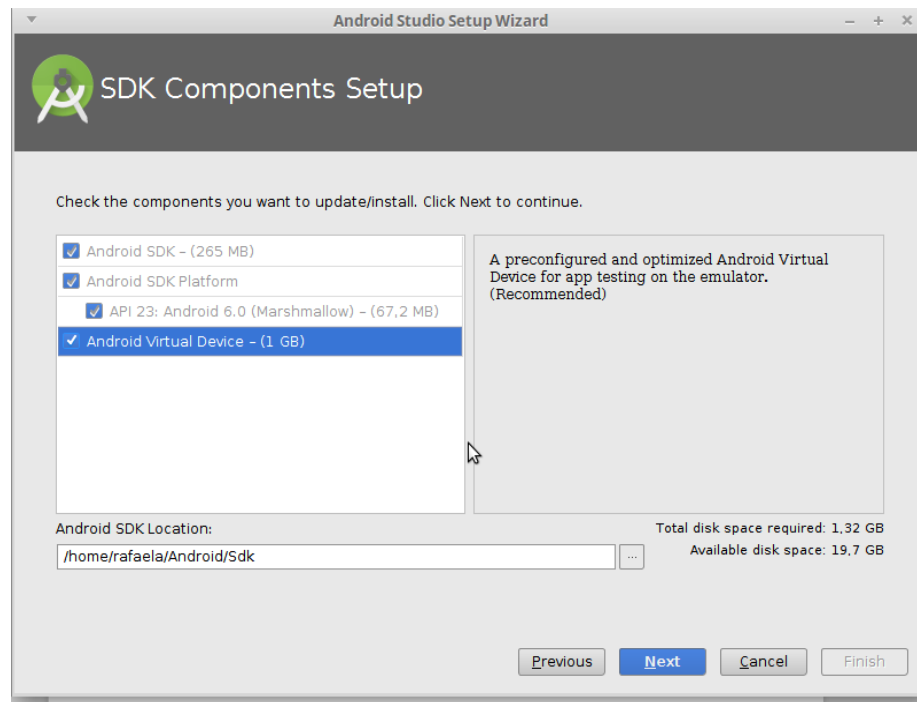 Android Studio Setup Wizard
SDK Components Setup
Check the components you want to update/install. Click Next to continue.
Android SDK – (265 MB)
Android SDK Platform
API 23: Android 6.0 (Marshmallow) – (67,2 MB)
Android Virtual Device – (1 GB)
A preconfigured and optimized Android Virtual
Device for app testing on the emulator.
(Recommended)
Android SDK Location:
/home/rafaela/Android/Sdk
...
Total disk space required: 1,32 GB
Available disk space: 19,7 GB
Previous
Next
Cancel
Finish